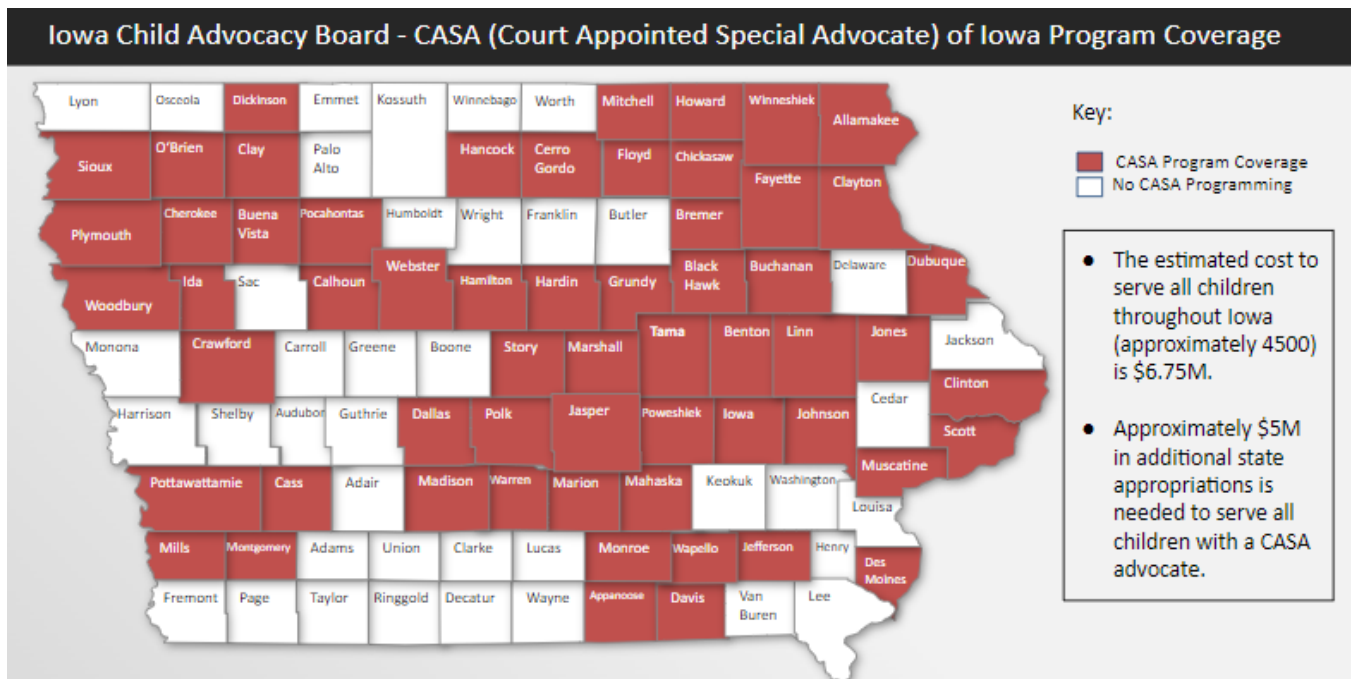 Iowa Child Advocacy Board - CASA (Court Appointed Special Advocate) of Iowa Program Coverage
Lyon
Osceola
Dickinson
Emmet
Kossuth
Winnebago
Worth
Mitchell
Howard
Winneshiek
Allamakee
Sioux
O'Brien
Clay
Palo
Alto
Hancock
Cerro
Gordo
Floyd
Chickasaw
Fayette
Clayton
Plymouth
Cherokee
Buena
Vista
Pocahontas
Humboldt
Wright
Franklin
Butler
Bremer
Woodbury
Ida
Sac
Calhoun
Webster
Hamilton
Hardin
Grundy
Black
Hawk
Buchanan
Delaware
Dubuque
Monona
Crawford
Carroll
Greene
Boone
Story
Marshall
Tama
Benton
Linn
Jones
Jackson
Clinton
Cedar
Harrison
Shelby
Audubon
Guthrie
Dallas
Polk
Jasper
Poweshiek
Iowa
Johnson
Scott
Muscatine
Pottawattamie
Cass
Adair
Madison
Warren
Marion
Mahaska
Keokuk
Washington
Louisa
Mills
Montgomery
Adams
Union
Clarke
Lucas
Monroe
Wapello
Jefferson
Henry
Des
Moines
Fremont
Page
Taylor
Ringgold
Decatur
Wayne
Appanoose
Davis
Van
Buren
Lee
Key:
CASA Program Coverage
No CASA Programming
● The estimated cost to
serve all children
throughout Iowa
(approximately 4500)
is $6.75M.
● Approximately $5M
in additional state
appropriations is
needed to serve all
children with a CASA
advocate.